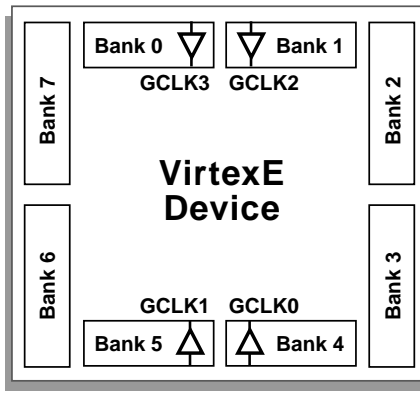 Bank 0
Bank 1
GCLK3
GCLK2
Bank 7
Bank 2
VirtexE
Device
Bank 6
Bank 3
GCLK1
GCLK0
Bank 5
Bank 4